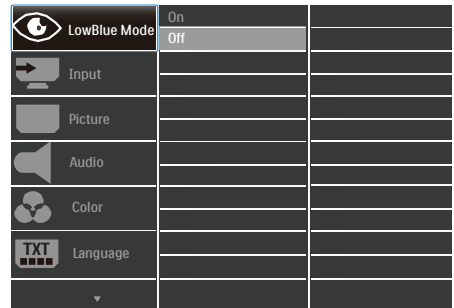 LowBlue Mode
On
Off
Input
Picture
Audio
Color
TXT
Language